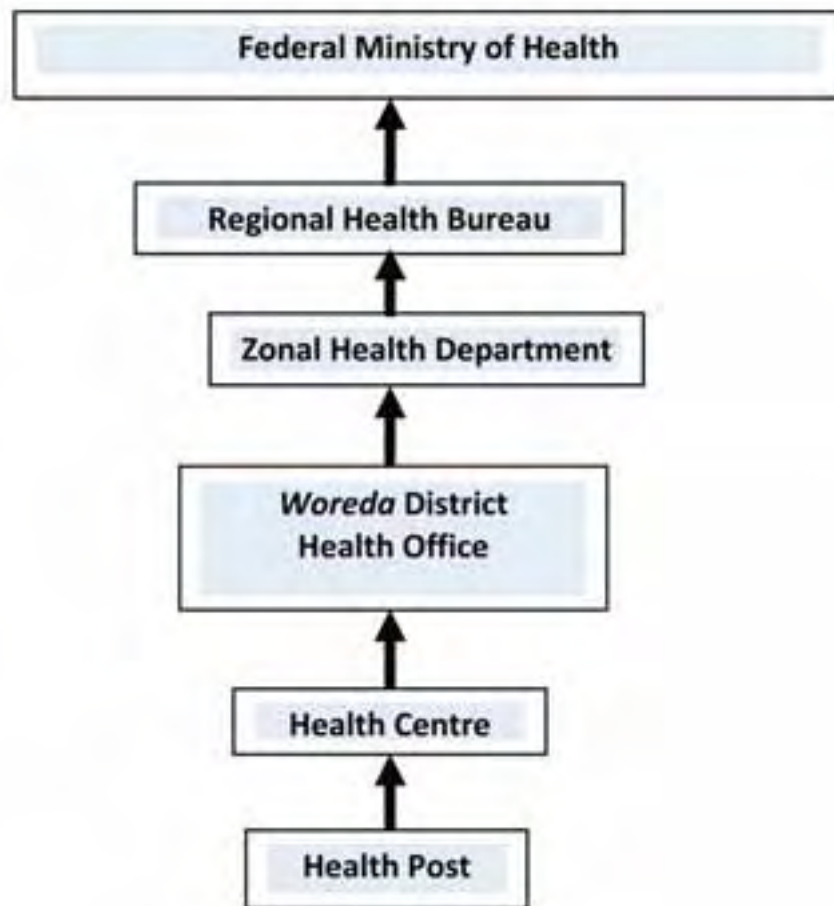 Federal Ministry of Health
Regional Health Bureau
Zonal Health Department
Woreda District
Health Office
Health Centre
Health Post